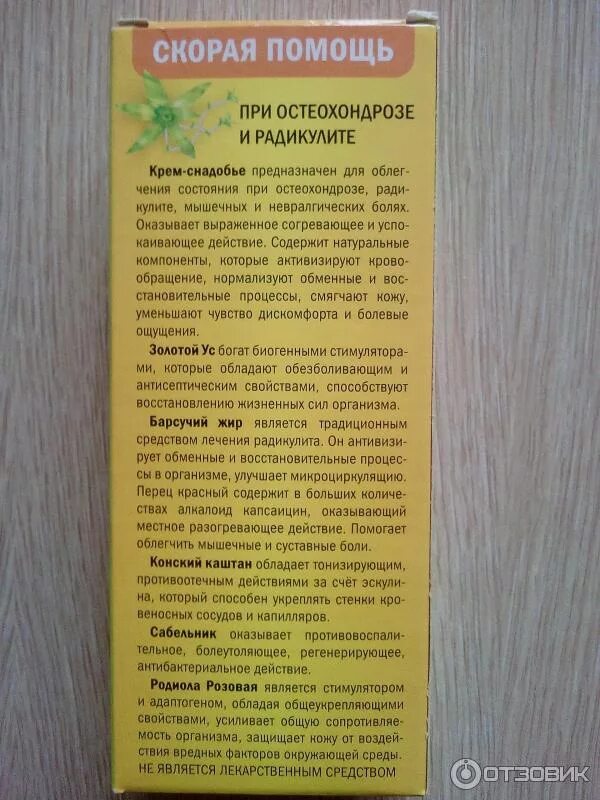 СКОРАЯ ПОМОЩЬ
ПРИ ОСТЕОХОНДРОЗЕ
И РАДИКУЛИТЕ
Крем-снадобье предназначен для облег-
чения состояния при остеохондрозе, ради-
кулите, мышечных и невралгических болях.
Оказывает выраженное согревающее и успо-
каивающее действие. Содержит натуральные
компоненты, которые активизируют крово-
обращение, нормализуют обменные и вос-
становительные процессы, смягчают кожу,
уменьшают чувство дискомфорта и болевые
ощущения.
Золотой Ус богат биогенными стимулятора-
ми, которые обладают обезболивающим и
антисептическим свойствами, способствуют
восстановлению жизненных сил организма.
Барсучий жир является традиционным
средством лечения радикулита. Он антивизи-
рует обменные и восстановительные процес-
сы в организме, улучшает микроциркуляцию.
Перец красный содержит в больших количе-
ствах алкалоид капсаицин, оказывающий
местное разогревающее действие. Помогает
облегчить мышечные и суставные боли.
Конский каштан обладает тонизирующим,
противоотечным действиями за счёт эскули-
на, который способен укреплять стенки кро-
веносных сосудов и капилляров.
Сабельник оказывает противовоспали-
тельное, болеутоляющее, регенерирующее,
антибактериальное действие.
Родиола Розовая является стимулятором
и адаптогеном, обладая общеукрепляющими
свойствами, усиливает общую сопротивляе-
мость организма, защищает кожу от воздей-
ствия вредных факторов окружающей среды.
НЕ ЯВЛЯЕТСЯ ЛЕКАРСТВЕННЫМ СРЕДСТВОМ
ОТЗОВИК